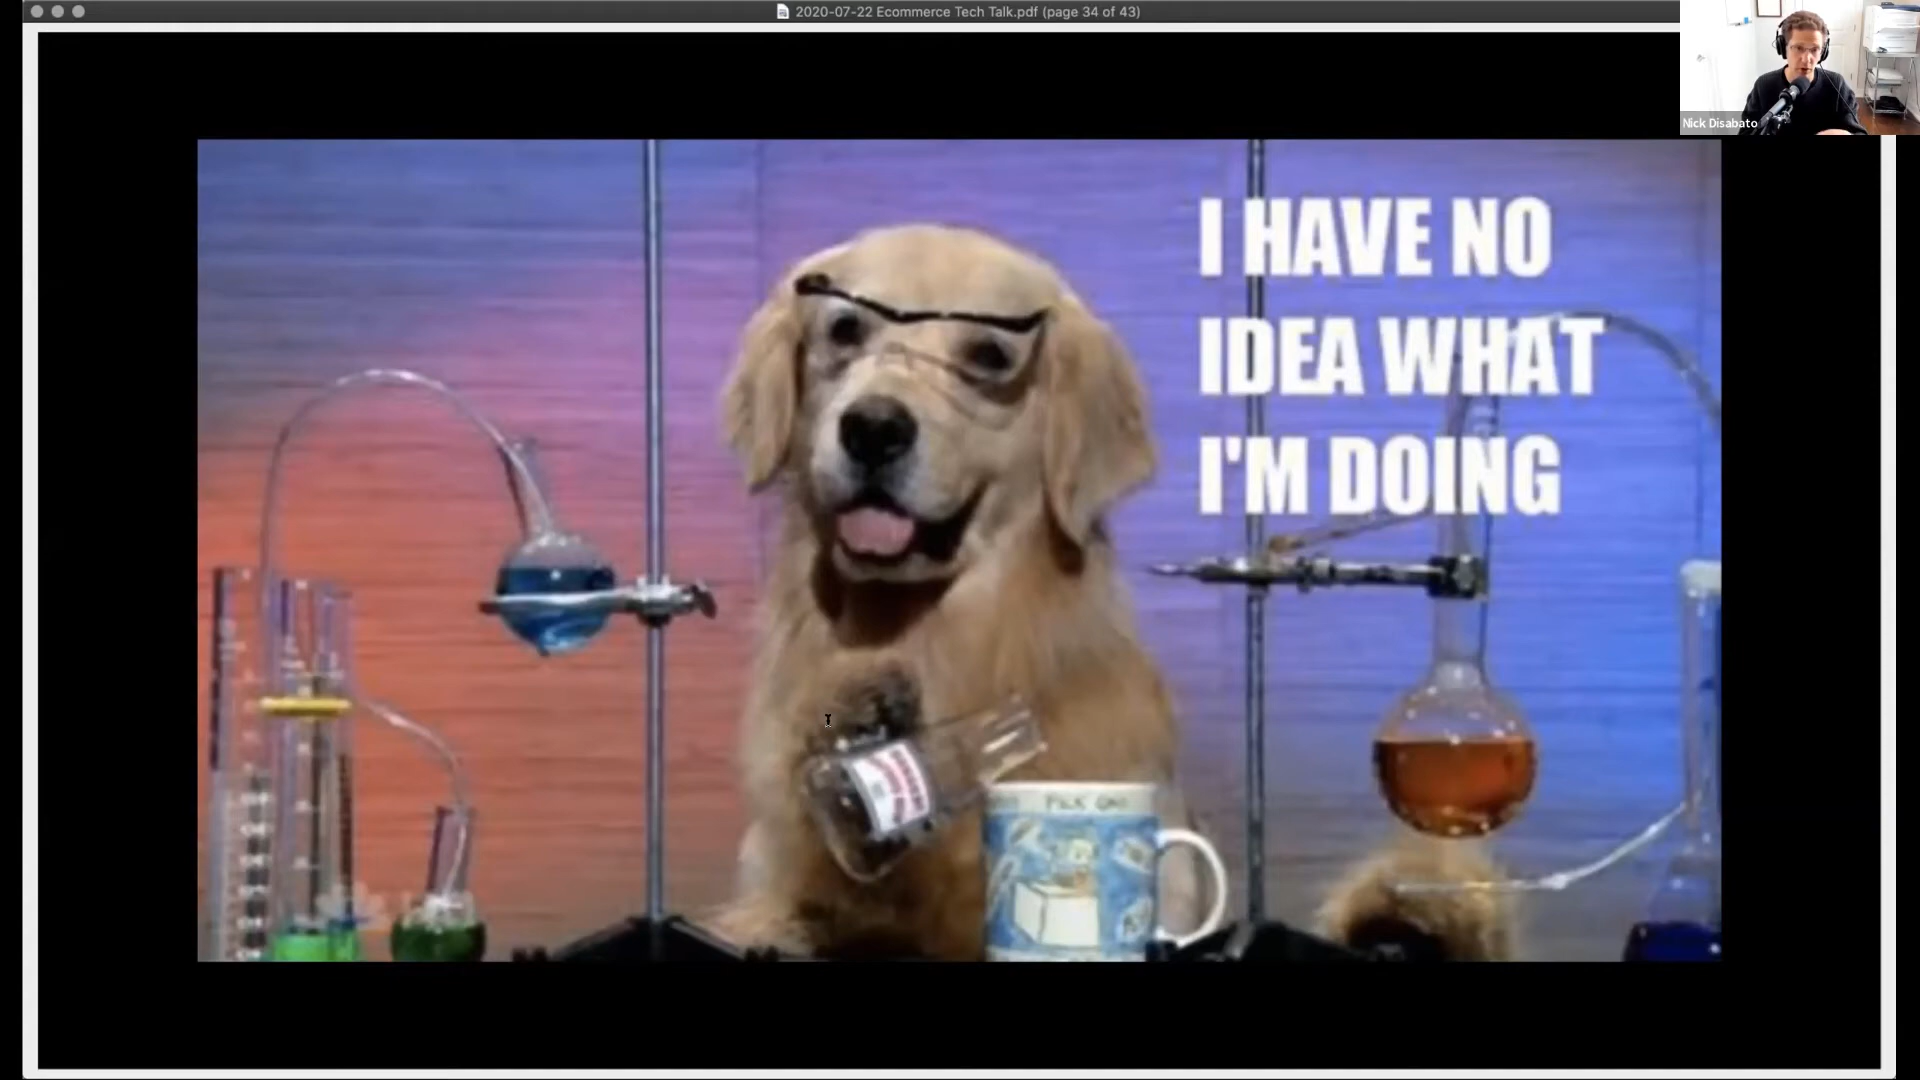 2020-07-22 Ecommerce Tech Talk.pdf (page 34 of 43)
Nick Disabato
I HAVE NO
IDEA WHAT
I'M DOING